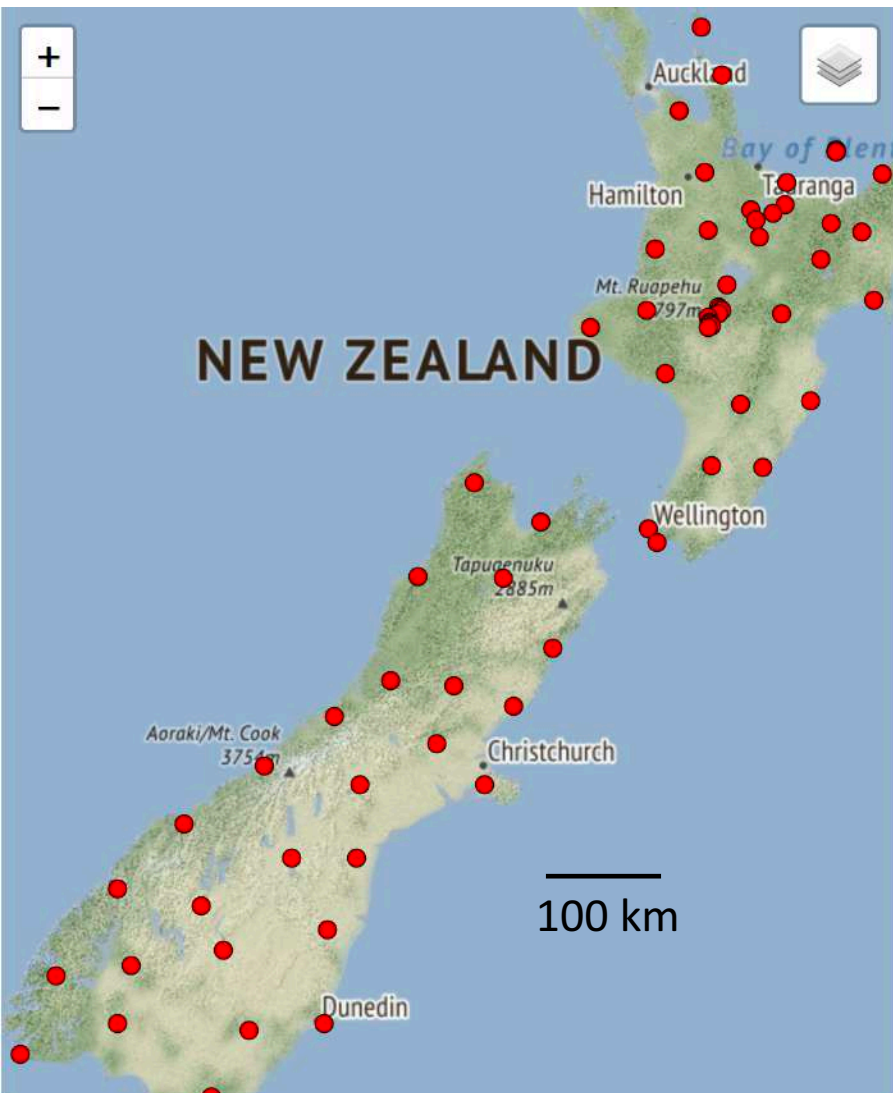 +
−
Auckland
Bay of Plent
Hamilton
Tauranga
Mt. Ruapehu
797m
NEW ZEALAND
Wellington
Tapuaenuku
2885m
Aoraki/Mt. Cook
3754m
Christchurch
100 km
Dunedin